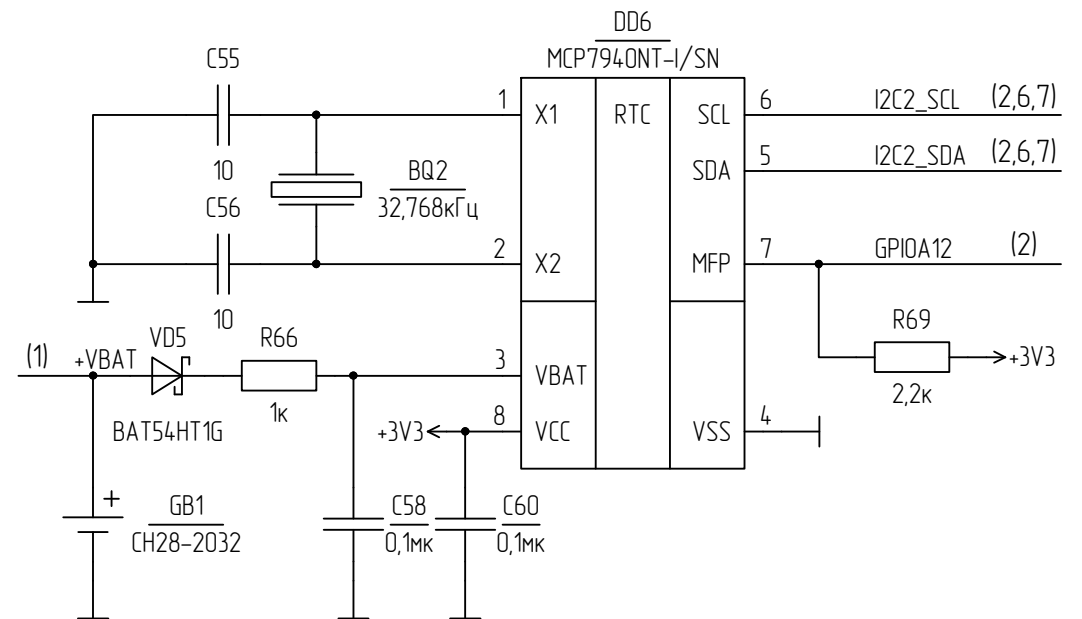 DD6
MCP7940NT-I/SN
C55
1
X1
RTC
SCL
6
I2C2_SCL
(2,6,7)
10
BQ2
32,768кГц
SDA
5
I2C2_SDA
(2,6,7)
C56
2
X2
MFP
7
GPIOA12
(2)
10
R69
+3V3
2,2к
(1)
+VBAT
VD5
R66
3
VBAT
1к
BAT54HT1G
+3V3
8
VCC
VSS
4
+
GB1
CH28-2032
C58
0,1мк
C60
0,1мк